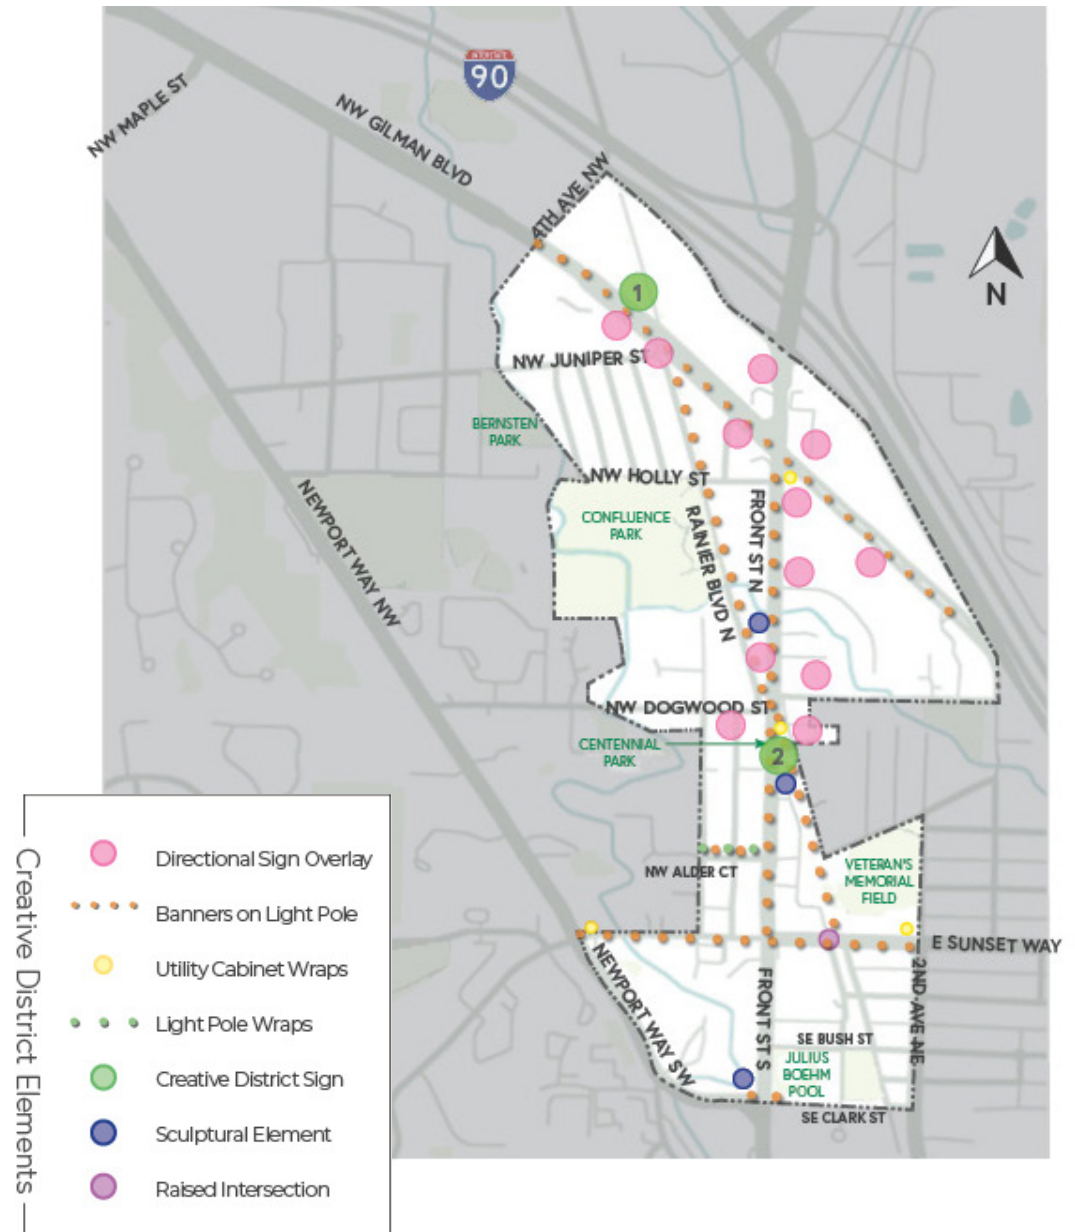 INTERSTATE
90
NW MAPLE ST
NW GILMAN BLVD
4TH AVE NW
N
1
NW JUNIPER ST
BERNSTEN
PARK
NW HOLLY ST
CONFLUENCE
PARK
FRONT ST N
RAINIER BLVD N
NEWPORT WAY NW
NW DOGWOOD ST
CENTENNIAL
PARK
2
NW ALDER CT
VETERAN'S
MEMORIAL
FIELD
E SUNSET WAY
NEWPORT WAY SW
FRONT ST S
2ND AVE NE
SE BUSH ST
JULIUS
BOEHM
POOL
SE CLARK ST
Creative District Elements
Directional Sign Overlay
Banners on Light Pole
Utility Cabinet Wraps
Light Pole Wraps
Creative District Sign
Sculptural Element
Raised Intersection